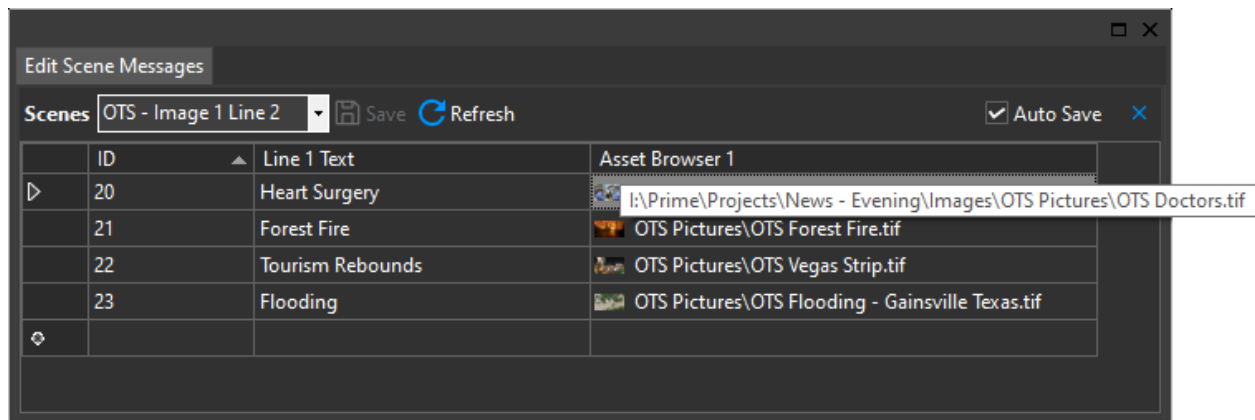 Edit Scene Messages
Scenes OTS - Image 1 Line 2 Save Refresh Auto Save
ID Line 1 Text Asset Browser 1
20 Heart Surgery I:\Prime\Projects\News - Evening\Images\OTS Pictures\OTS Doctors.tif
21 Forest Fire OTS Pictures\OTS Forest Fire.tif
22 Tourism Rebounds OTS Pictures\OTS Vegas Strip.tif
23 Flooding OTS Pictures\OTS Flooding - Gainsville Texas.tif